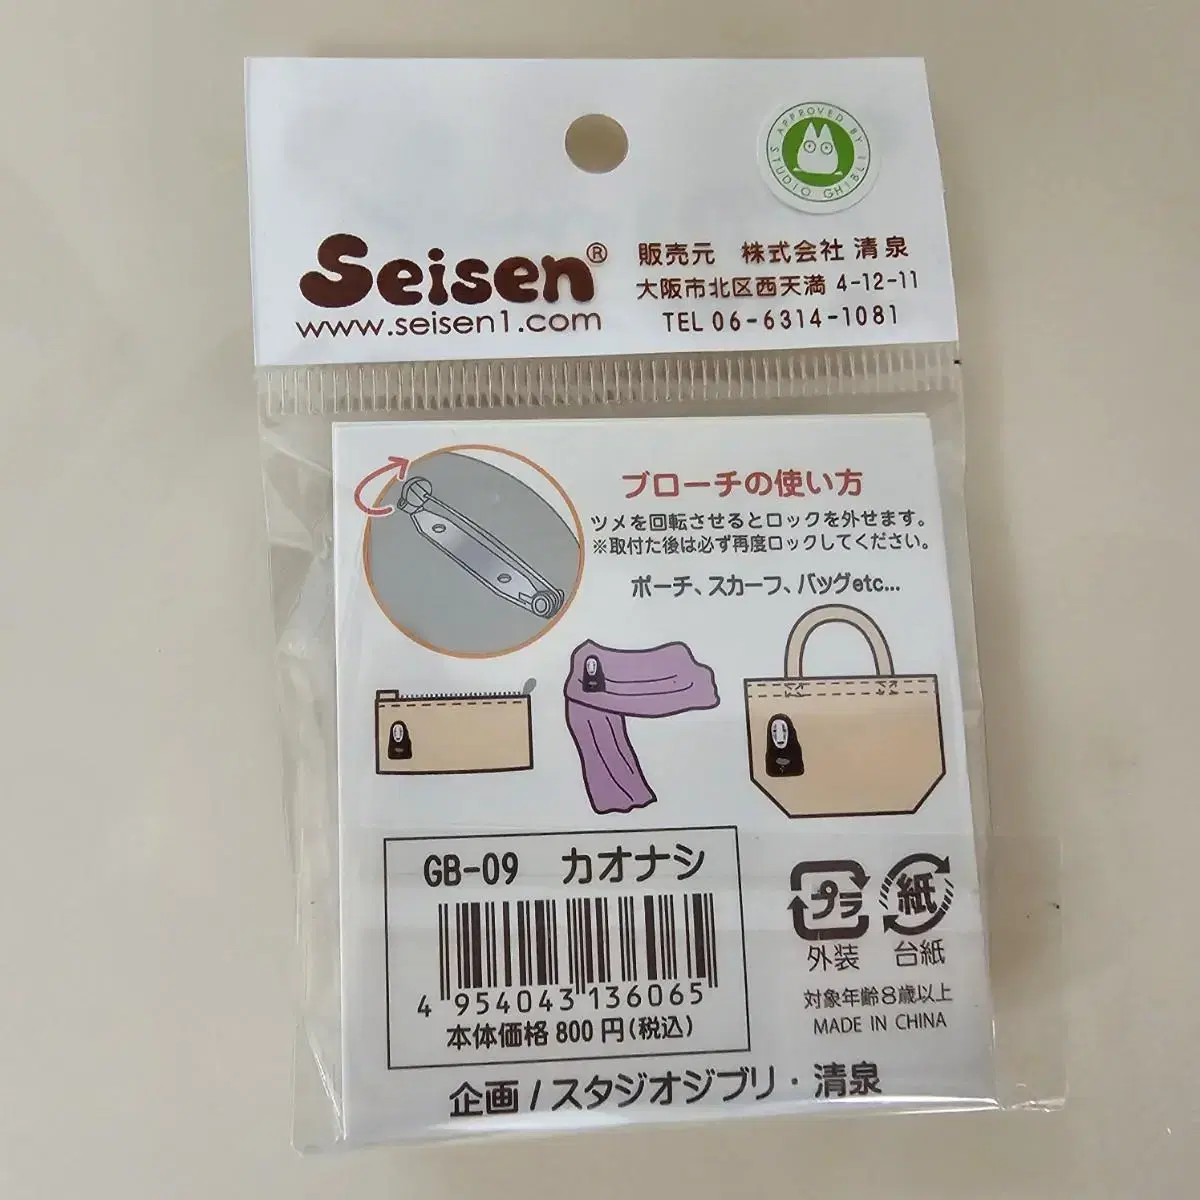 APPROVED BY STUDIO GHIBLI
Seisen®
www.seisen1.com
販売元 株式会社 清泉
大阪市北区西天満 4-12-11
TEL 06-6314-1081
ブローチの使い方
ツメを回転させるとロックを外せます。
※取付た後は必ず再度ロックしてください。
ポーチ、スカーフ、バッグetc...
GB-09 カオナシ
4 954043 136065
本体価格 800 円(税込)
プラ
外装
紙
台紙
対象年齢8歳以上
MADE IN CHINA
企画 / スタジオジブリ・清泉